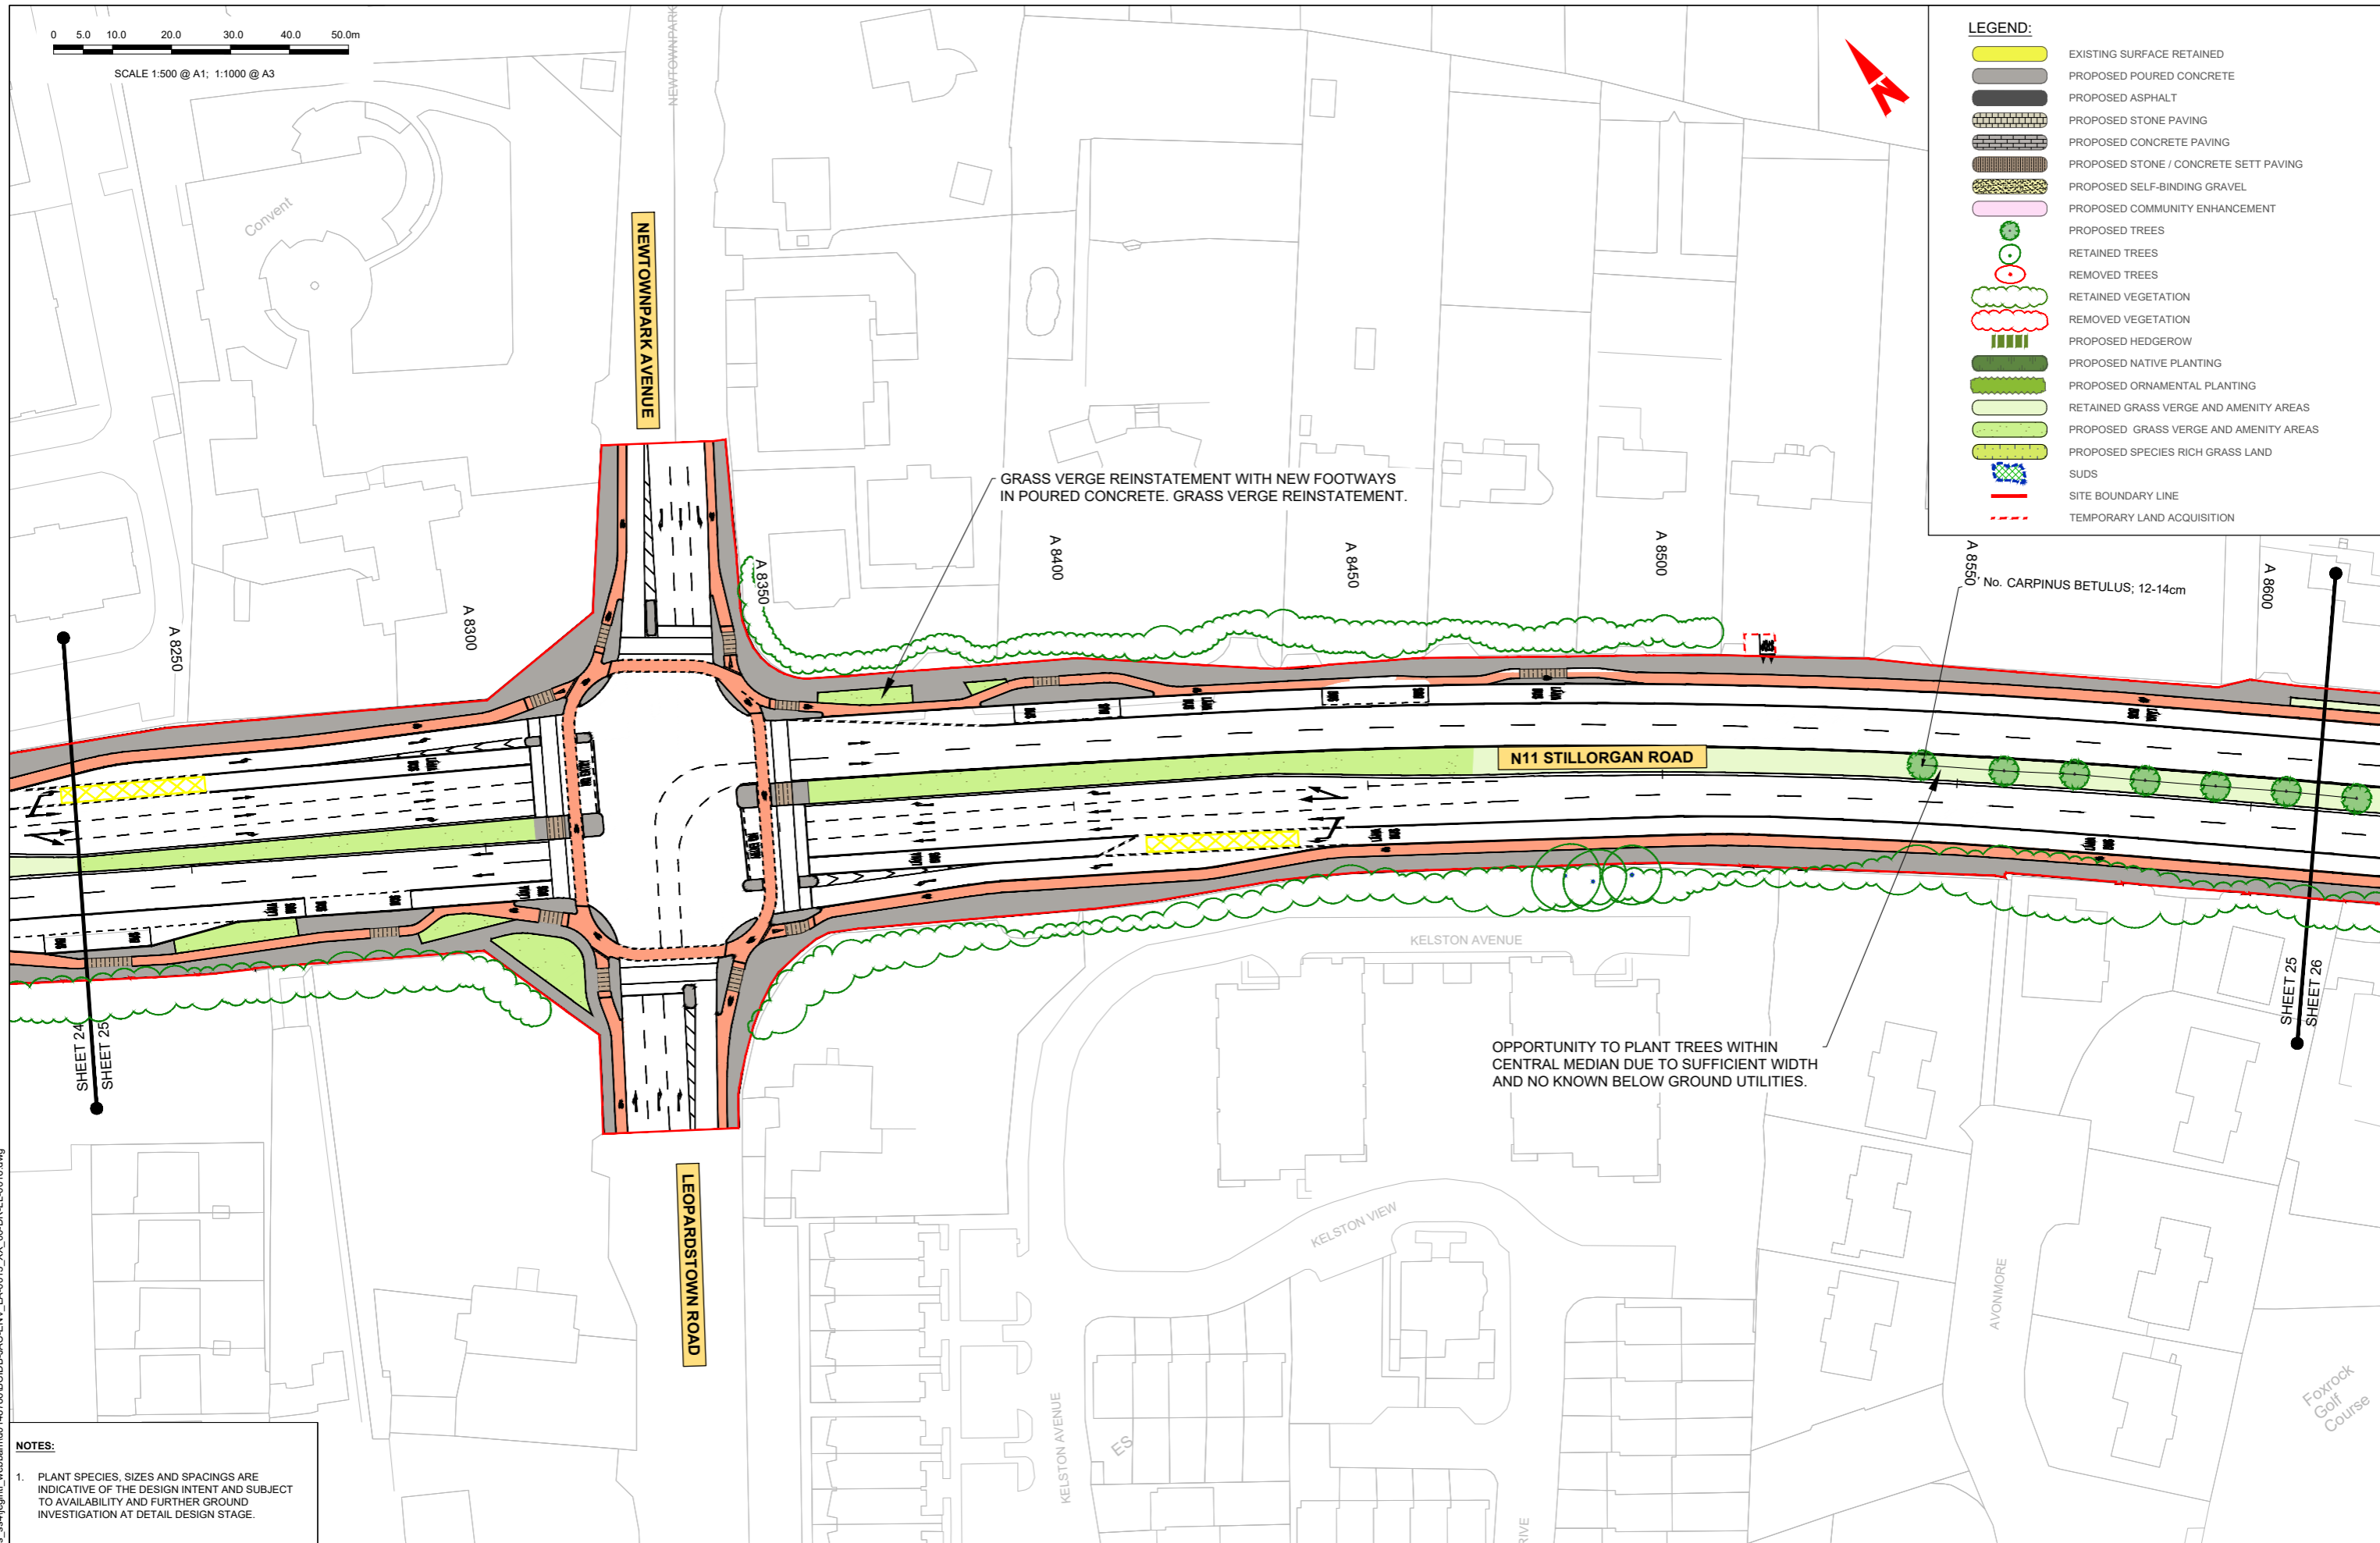 0 5.0 10.0 20.0 30.0 40.0 50.0m
SCALE 1:500 @ A1; 1:1000 @ A3
LEGEND:
EXISTING SURFACE RETAINED
PROPOSED POURED CONCRETE
PROPOSED ASPHALT
PROPOSED STONE PAVING
PROPOSED CONCRETE PAVING
PROPOSED STONE / CONCRETE SETT PAVING
PROPOSED SELF-BINDING GRAVEL
PROPOSED COMMUNITY ENHANCEMENT
PROPOSED TREES
RETAINED TREES
REMOVED TREES
RETAINED VEGETATION
REMOVED VEGETATION
PROPOSED HEDGEROW
PROPOSED NATIVE PLANTING
PROPOSED ORNAMENTAL PLANTING
RETAINED GRASS VERGE AND AMENITY AREAS
PROPOSED GRASS VERGE AND AMENITY AREAS
PROPOSED SPECIES RICH GRASS LAND
SUDS
SITE BOUNDARY LINE
TEMPORARY LAND ACQUISITION
N
NEWTOWNPARK
Convent
NEWTOWNPARK AVENUE
GRASS VERGE REINSTATEMENT WITH NEW FOOTWAYS
IN POURED CONCRETE. GRASS VERGE REINSTATEMENT.
A 8250
A 8300
A 8350
A 8400
A 8450
A 8500
A 8550
A 8600
No. CARPINUS BETULUS; 12-14cm
N11 STILLORGAN ROAD
BUS
LANA
NO ENTRY
KELSTON AVENUE
SHEET 24
SHEET 25
SHEET 25
SHEET 26
OPPORTUNITY TO PLANT TREES WITHIN
CENTRAL MEDIAN DUE TO SUFFICIENT WIDTH
AND NO KNOWN BELOW GROUND UTILITIES.
LEOPARDSTOWN ROAD
KELSTON VIEW
KELSTON AVENUE
ES
AVONMORE
Foxrock
Golf
Course
RIVE
NOTES:
1. PLANT SPECIES, SIZES AND SPACINGS ARE
INDICATIVE OF THE DESIGN INTENT AND SUBJECT
TO AVAILABILITY AND FURTHER GROUND
INVESTIGATION AT DETAIL DESIGN STAGE.